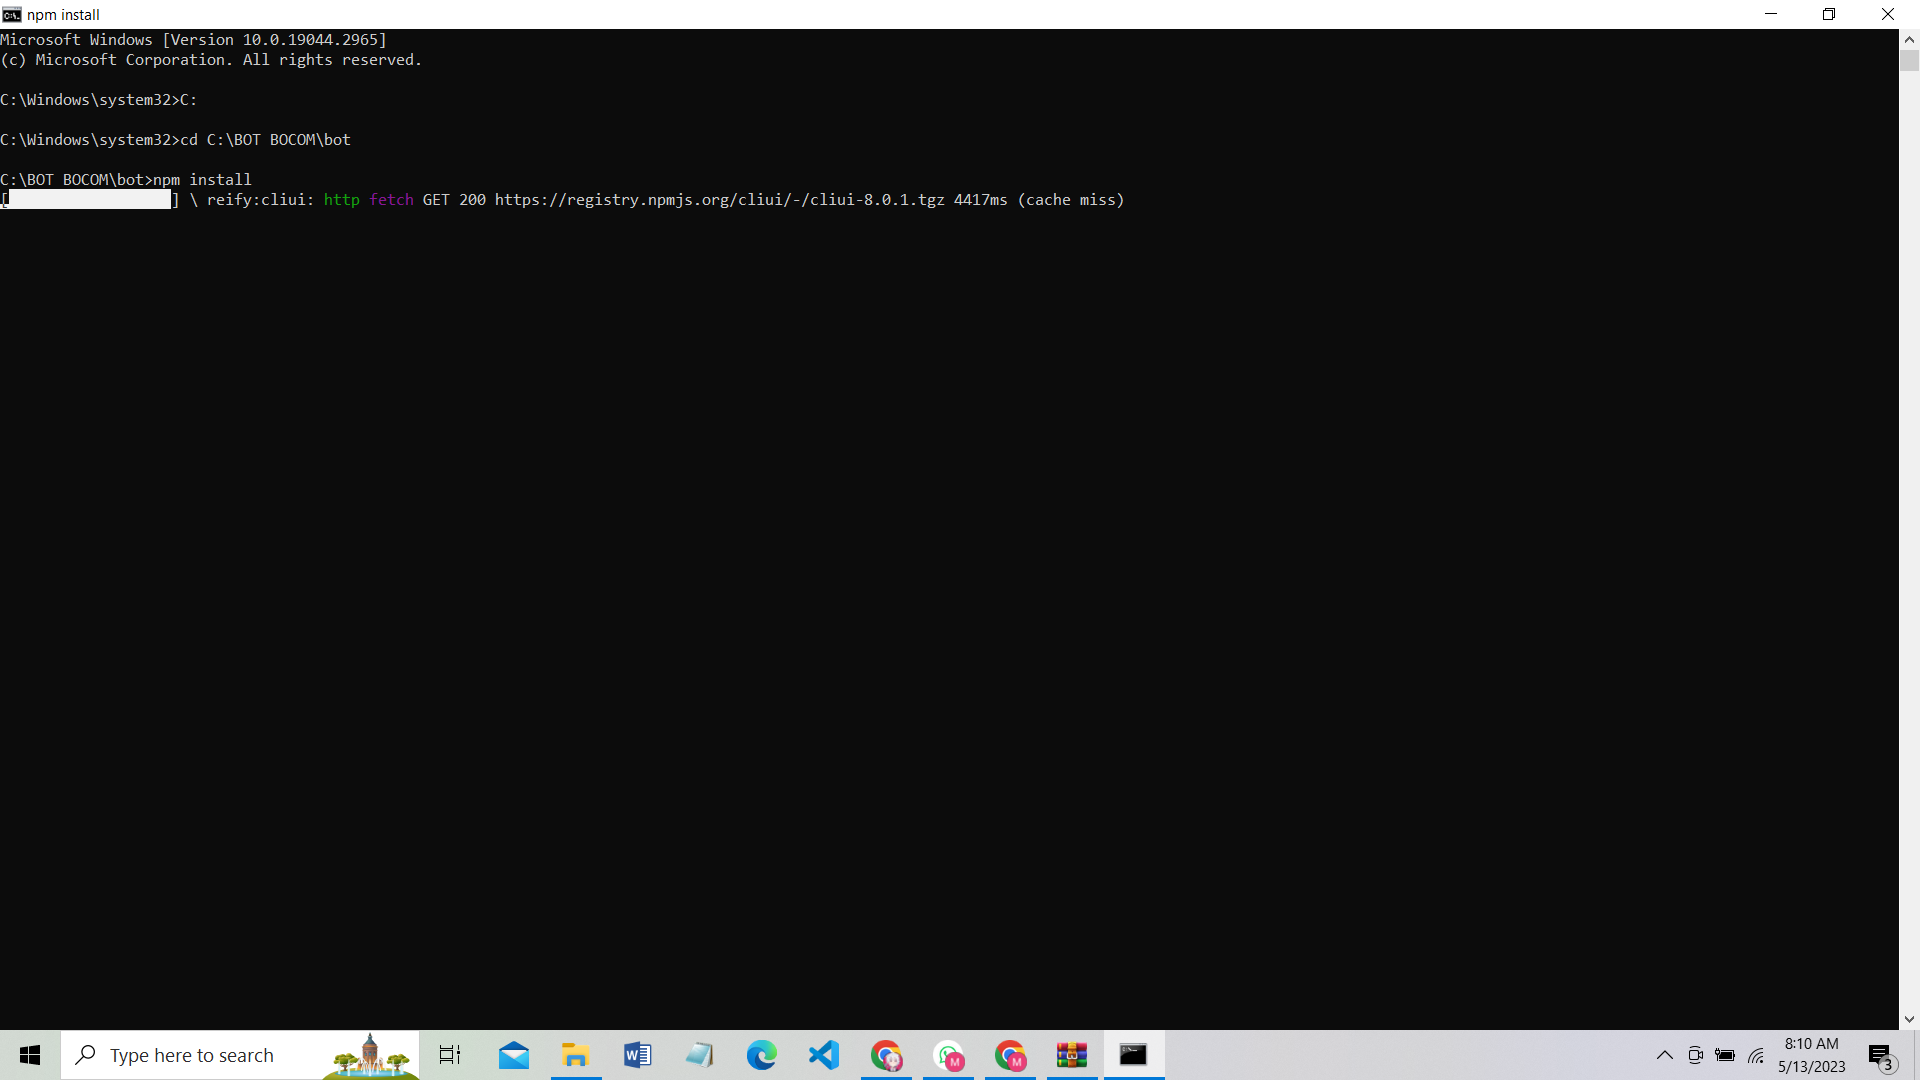 npm install
Microsoft Windows [Version 10.0.19044.2965]
(c) Microsoft Corporation. All rights reserved.
C:\Windows\system32>C:
C:\Windows\system32>cd C:\BOT BOCOM\bot
C:\BOT BOCOM\bot>npm install
[ ] \ reify:cliui: http fetch GET 200 https://registry.npmjs.org/cliui/-/cliui-8.0.1.tgz 4417ms (cache miss)
Type here to search
8:10 AM
5/13/2023
3